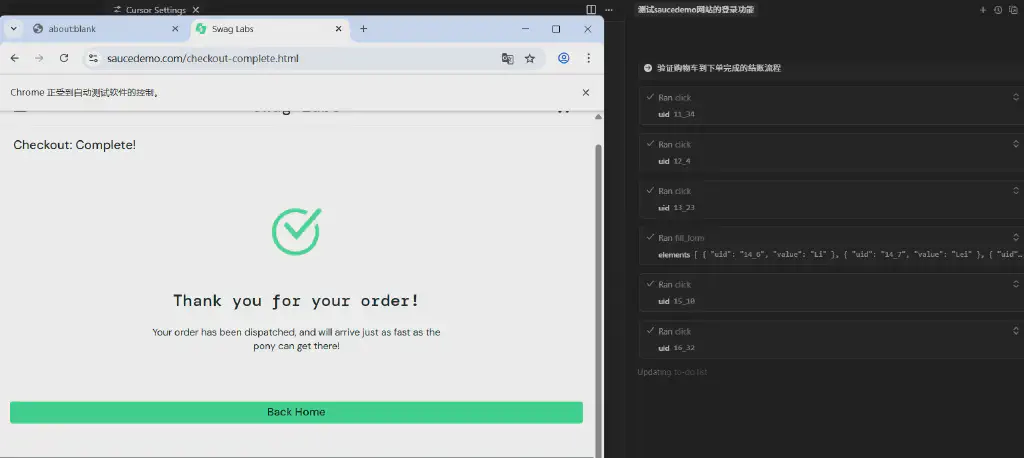 Cursor Settings
测试saucedemo网站的登录功能
about:blank
Swag Labs
saucedemo.com/checkout-complete.html
Chrome 正受到自动测试软件的控制。
Checkout: Complete!
Thank you for your order!
Your order has been dispatched, and will arrive just as fast as the
pony can get there!
Back Home
验证购物车到下单完成的结账流程
Ran click
uid 11_34
Ran click
uid 12_4
Ran click
uid 13_23
Ran fill_form
elements [ { "uid": "14_6", "value": "Li" }, { "uid": "14_7", "value": "Lei" }, { "uid"...
Ran click
uid 15_10
Ran click
uid 16_32
Updating to-do list